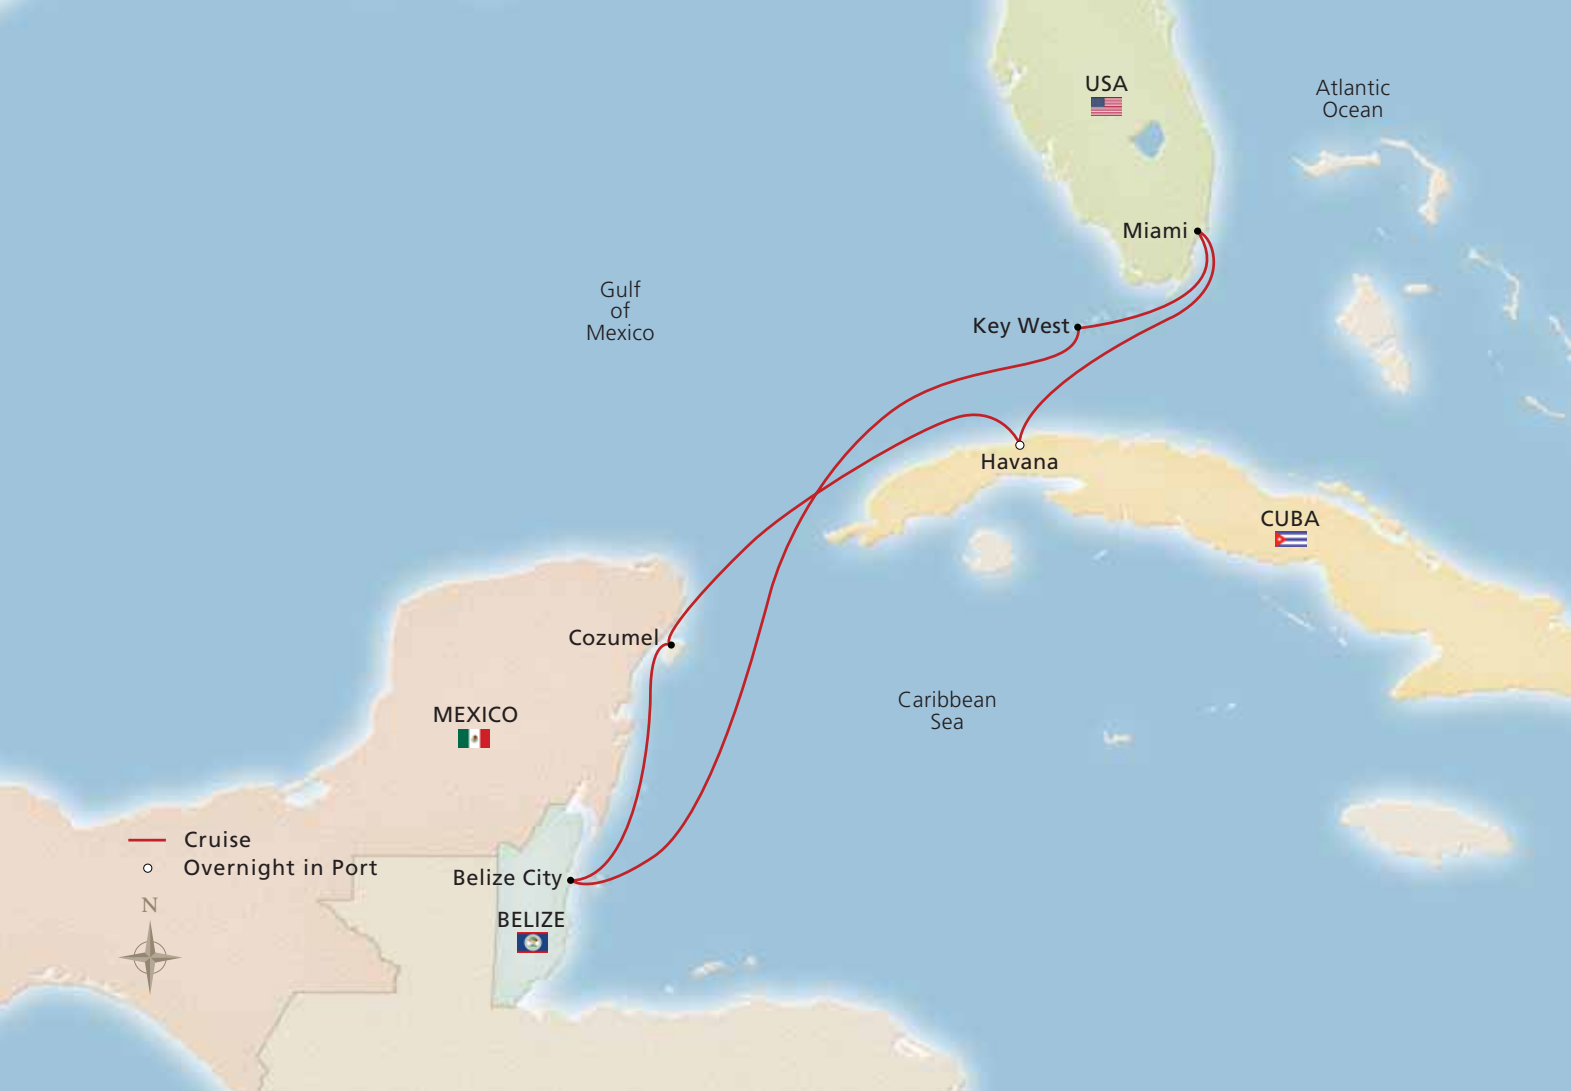 USA
Atlantic
Ocean
Miami
Gulf
of
Mexico
Key West
Havana
CUBA
Cozumel
Caribbean
Sea
MEXICO
Cruise
Overnight in Port
Belize City
N
BELIZE